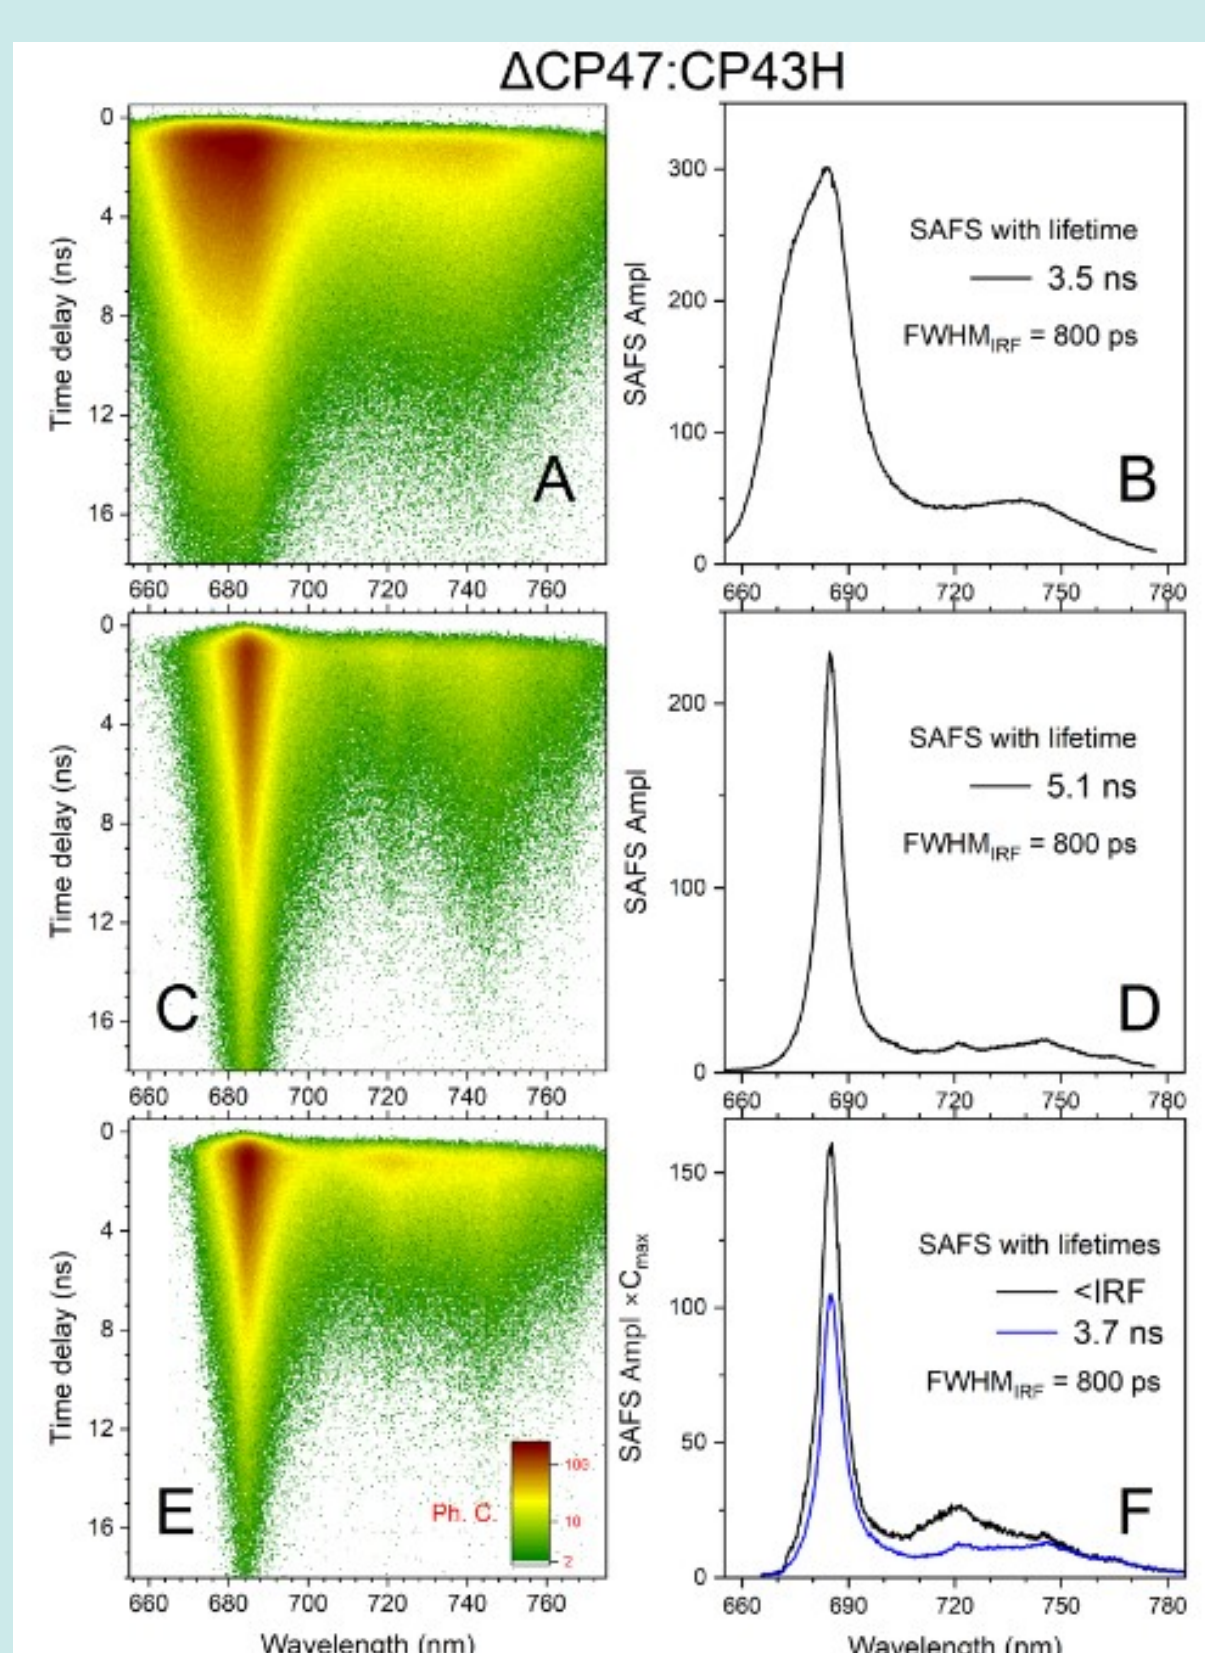 ΔCP47:CP43H
0
4
8
12
16
Time delay (ns)
A
660 680 700 720 740 760
300
200
100
0
SAFS Ampl
SAFS with lifetime
3.5 ns
FWHM_IRF = 800 ps
B
660 690 720 750 780
0
4
8
12
16
Time delay (ns)
C
660 680 700 720 740 760
200
100
0
SAFS Ampl
SAFS with lifetime
5.1 ns
FWHM_IRF = 800 ps
D
660 690 720 750 780
0
4
8
12
16
Time delay (ns)
E
Ph. C.
100
10
2
660 680 700 720 740 760
Wavelength (nm)
150
100
50
0
SAFS Ampl ×C_max
SAFS with lifetimes
<IRF
3.7 ns
FWHM_IRF = 800 ps
F
660 690 720 750 780
Wavelength (nm)